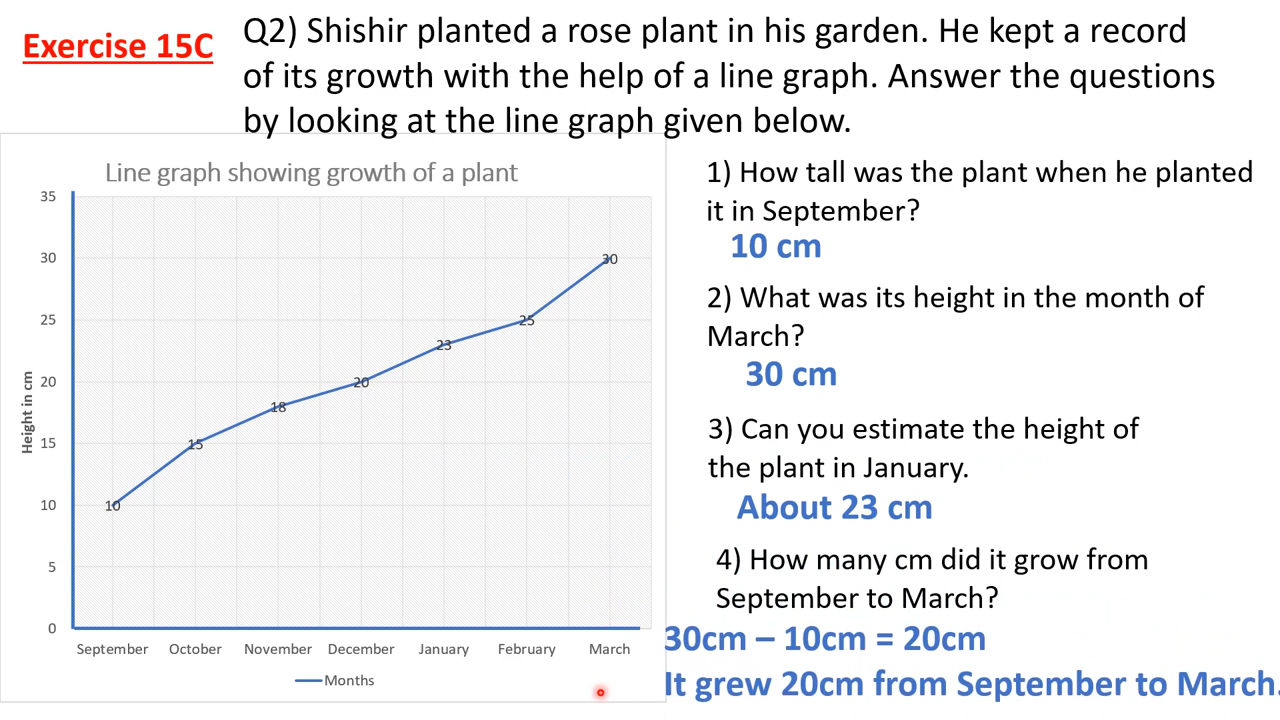 Exercise 15C
Q2) Shishir planted a rose plant in his garden. He kept a record
of its growth with the help of a line graph. Answer the questions
by looking at the line graph given below.
Line graph showing growth of a plant
35
30
25
20
15
10
5
0
Height in cm
10
15
18
20
23
25
30
September October November December January February March
Months
1) How tall was the plant when he planted
it in September?
10 cm
2) What was its height in the month of
March?
30 cm
3) Can you estimate the height of
the plant in January.
About 23 cm
4) How many cm did it grow from
September to March?
30cm – 10cm = 20cm
It grew 20cm from September to March.